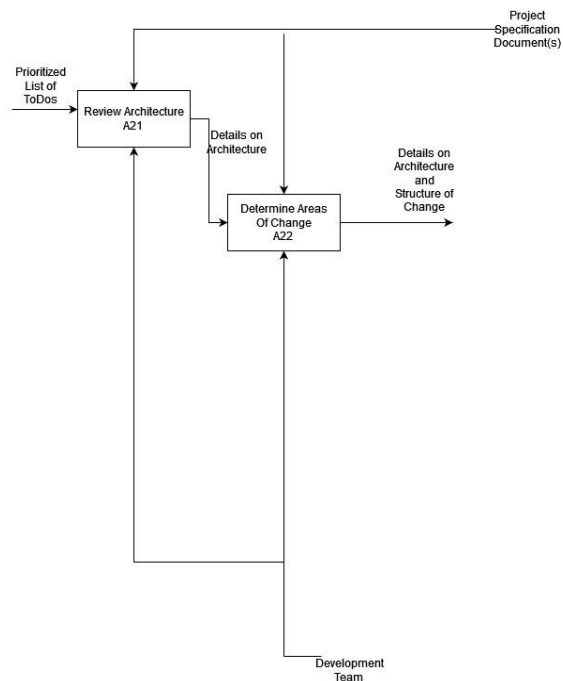 Project
Specification
Document(s)
Prioritized
List of
ToDos
Review Architecture
A21
Details on
Architecture
Details on
Architecture
and
Structure of
Change
Determine Areas
Of Change
A22
Development
Team